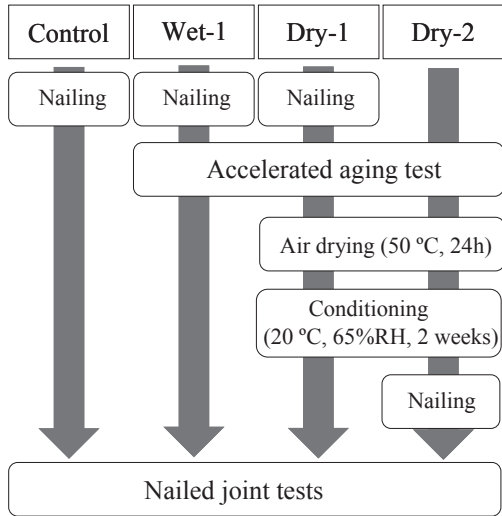 Control Wet-1 Dry-1 Dry-2
Nailing Nailing Nailing
Accelerated aging test
Air drying (50 ºC, 24h)
Conditioning
(20 ºC, 65%RH, 2 weeks)
Nailing
Nailed joint tests